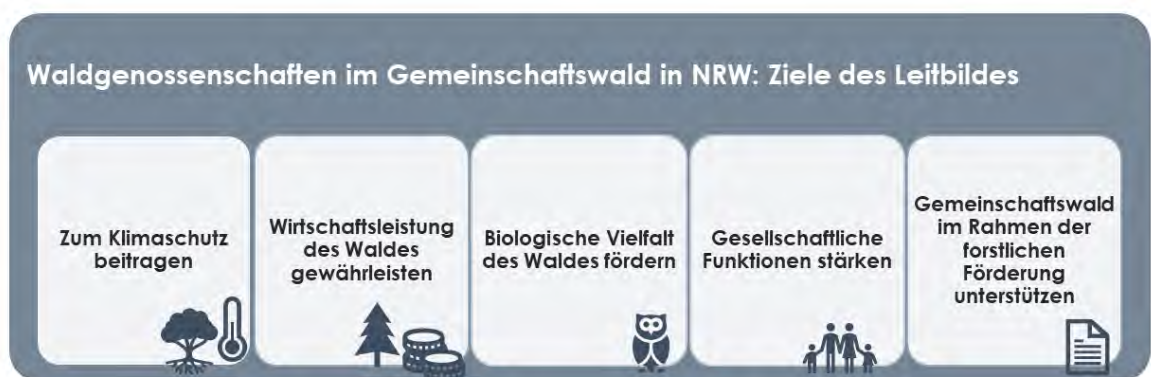 Waldgenossenschaften im Gemeinschaftswald in NRW: Ziele des Leitbildes
Zum Klimaschutz
beitragen
Wirtschaftsleistung
des Waldes
gewährleisten
Biologische Vielfalt
des Waldes fördern
Gesellschaftliche
Funktionen stärken
Gemeinschaftswald
im Rahmen der
forstlichen
Förderung
unterstützen